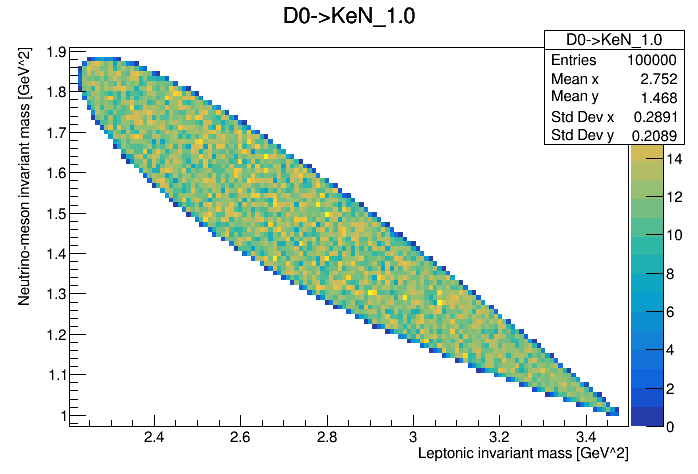 D0->KeN_1.0
D0->KeN_1.0
Entries 100000
Mean x 2.752
Mean y 1.468
Std Dev x 0.2891
Std Dev y 0.2089
Neutrino-meson invariant mass [GeV^2]
1.9
1.8
1.7
1.6
1.5
1.4
1.3
1.2
1.1
1
14
12
10
8
6
4
2
0
2.4 2.6 2.8 3 3.2 3.4
Leptonic invariant mass [GeV^2]